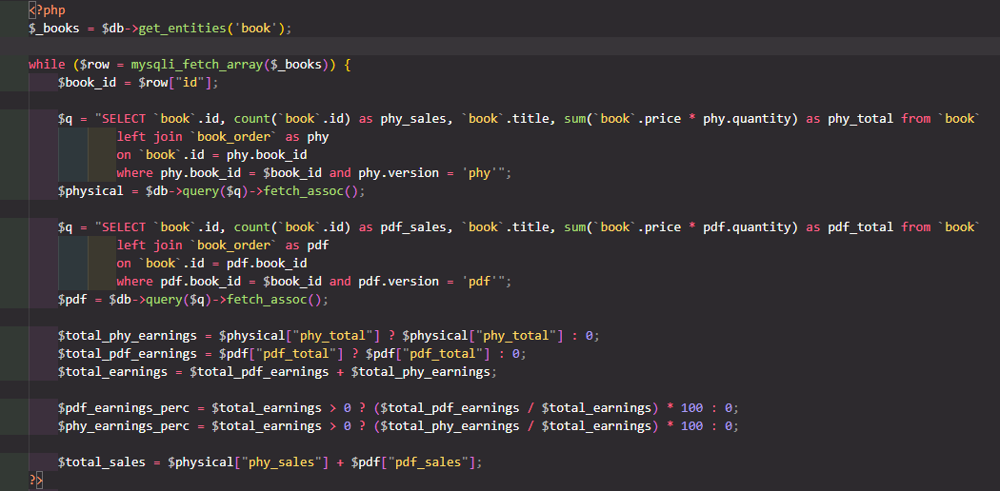 <?php
$_books = $db->get_entities('book');
while ($row = mysqli_fetch_array($_books)) {
$book_id = $row["id"];
$q = "SELECT `book`.id, count(`book`.id) as phy_sales, `book`.title, sum(`book`.price * phy.quantity) as phy_total from `book`
left join `book_order` as phy
on `book`.id = phy.book_id
where phy.book_id = $book_id and phy.version = 'phy'";
$physical = $db->query($q)->fetch_assoc();
$q = "SELECT `book`.id, count(`book`.id) as pdf_sales, `book`.title, sum(`book`.price * pdf.quantity) as pdf_total from `book`
left join `book_order` as pdf
on `book`.id = pdf.book_id
where pdf.book_id = $book_id and pdf.version = 'pdf'";
$pdf = $db->query($q)->fetch_assoc();
$total_phy_earnings = $physical["phy_total"] ? $physical["phy_total"] : 0;
$total_pdf_earnings = $pdf["pdf_total"] ? $pdf["pdf_total"] : 0;
$total_earnings = $total_pdf_earnings + $total_phy_earnings;
$pdf_earnings_perc = $total_earnings > 0 ? ($total_pdf_earnings / $total_earnings) * 100 : 0;
$phy_earnings_perc = $total_earnings > 0 ? ($total_phy_earnings / $total_earnings) * 100 : 0;
$total_sales = $physical["phy_sales"] + $pdf["pdf_sales"];
?>